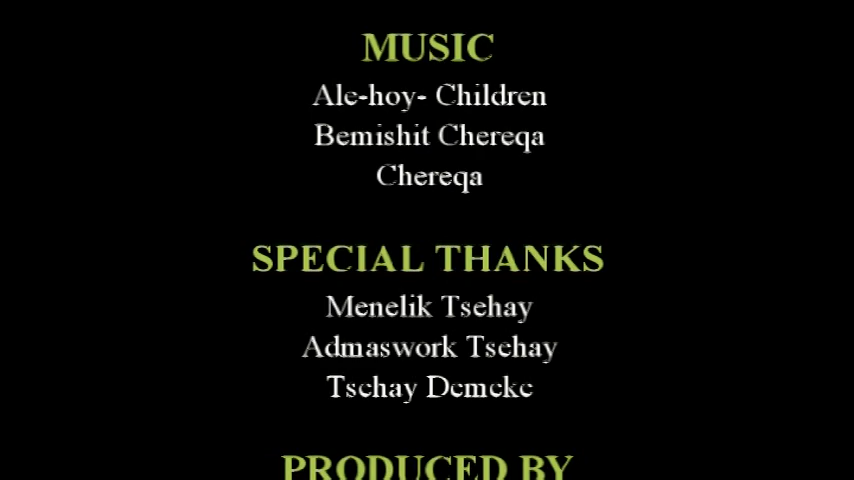 MUSIC
Ale-hoy- Children
Bemishit Chereqa
Chereqa
SPECIAL THANKS
Menelik Tsehay
Admaswork Tsehay
Tsehay Demeke
PRODUCED BY